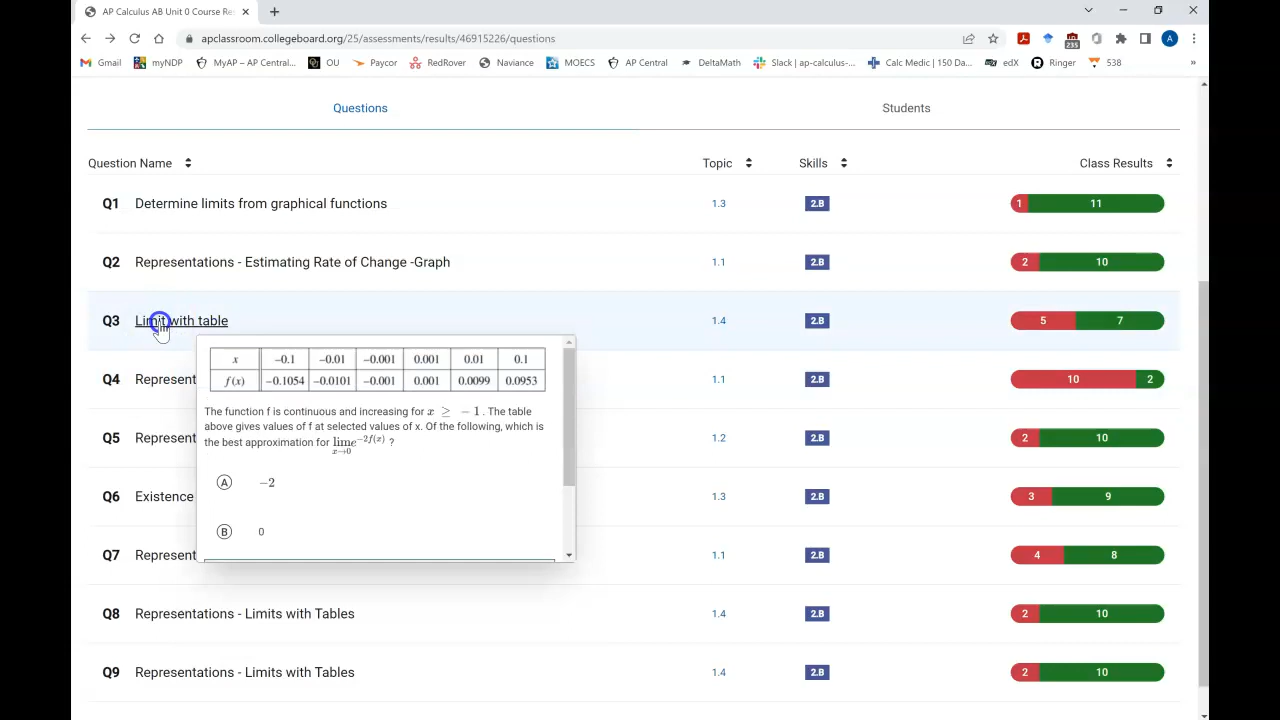 AP Calculus AB Unit 0 Course Re
apclassroom.collegeboard.org/25/assessments/results/46915226/questions
235
A
Gmail
myNDP
MyAP – AP Central...
OU
Paycor
RedRover
Naviance
MOECS
AP Central
DeltaMath
Slack | ap-calculus-...
Calc Medic | 150 Da...
edX
Ringer
538
»
Questions
Students
Question Name
Topic
Skills
Class Results
Q1 Determine limits from graphical functions 1.3 2.B 1 11
Q2 Representations - Estimating Rate of Change -Graph 1.1 2.B 2 10
Q3 Limit with table 1.4 2.B 5 7
x −0.1 −0.01 −0.001 0.001 0.01 0.1
f(x) −0.1054 −0.0101 −0.001 0.001 0.0099 0.0953
The function f is continuous and increasing for x ≥ −1. The table
above gives values of f at selected values of x. Of the following, which is
the best approximation for lim x→0 e^−2f(x) ?
A −2
B 0
Q4 Represent 1.1 2.B 10 2
Q5 Represent 1.2 2.B 2 10
Q6 Existence 1.3 2.B 3 9
Q7 Represent 1.1 2.B 4 8
Q8 Representations - Limits with Tables 1.4 2.B 2 10
Q9 Representations - Limits with Tables 1.4 2.B 2 10